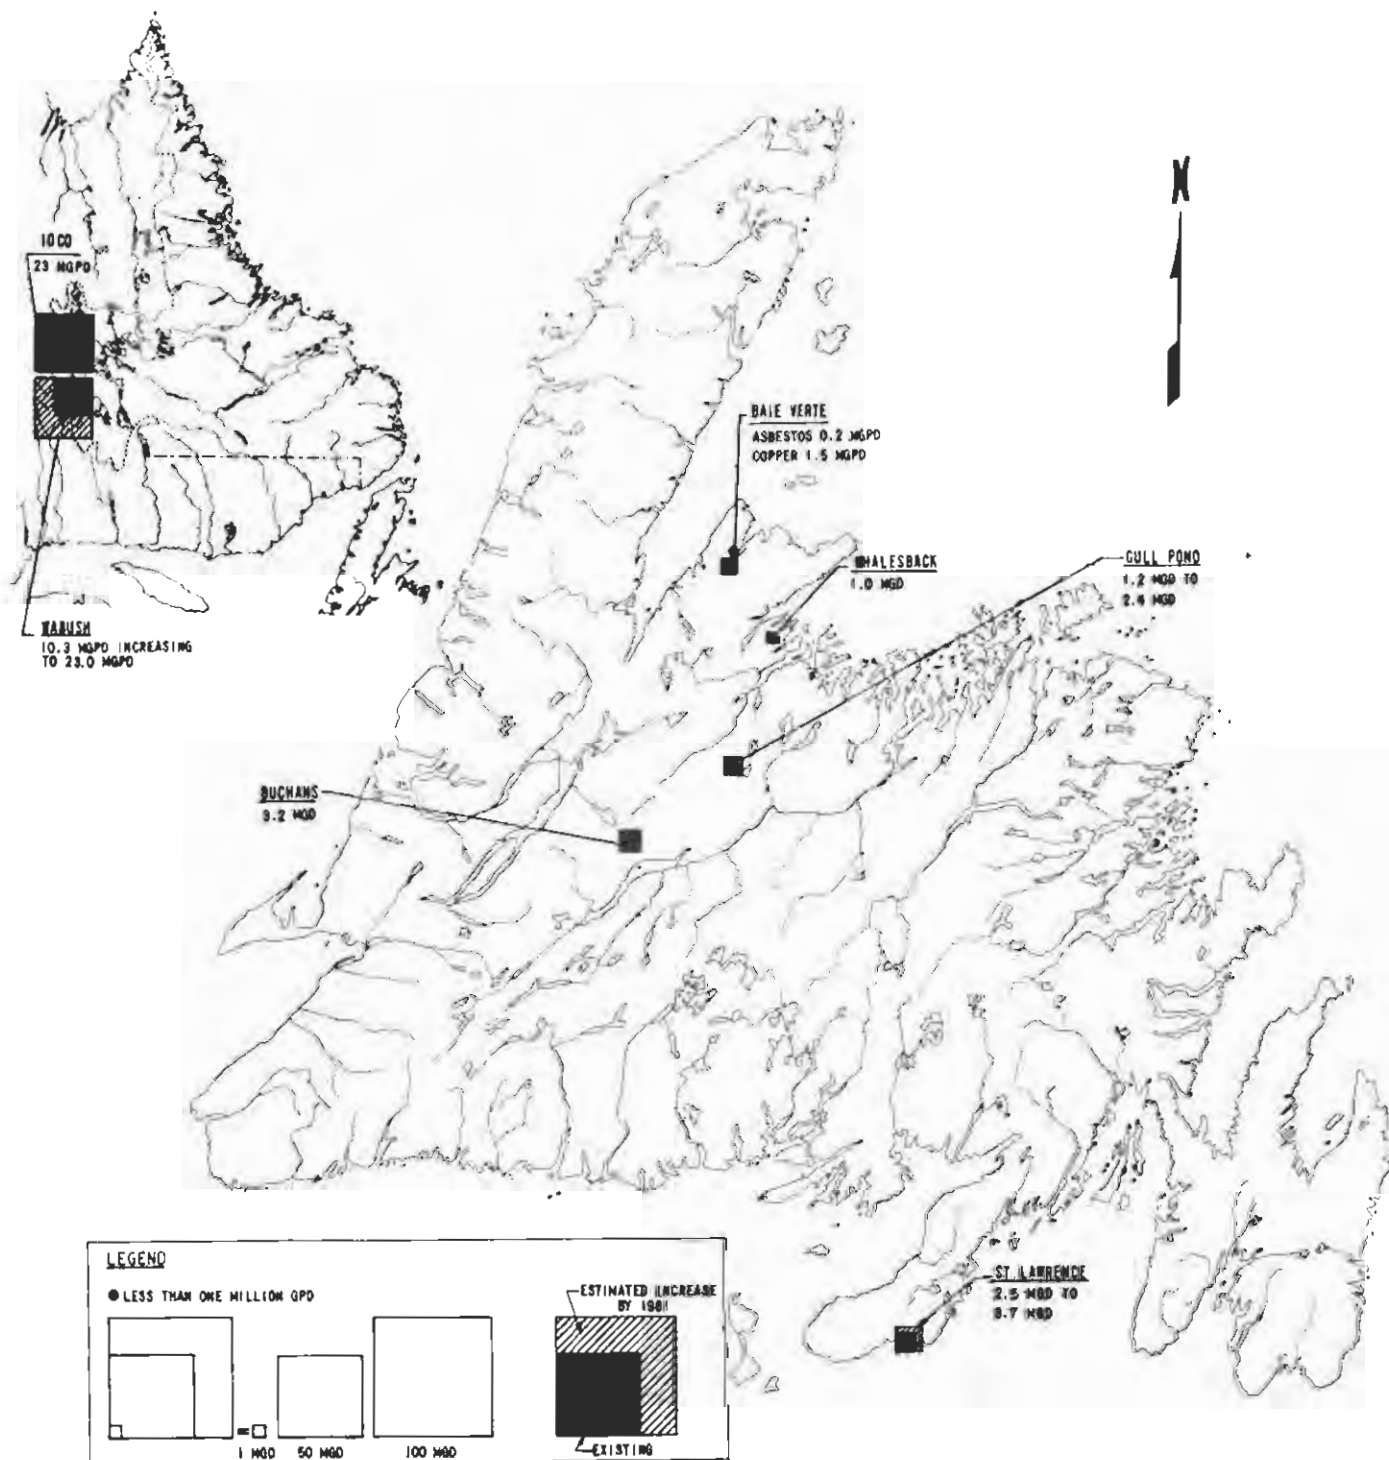 N
IOCO
23 MGPD
BAIE VERTE
ASBESTOS 0.2 MGPD
COPPER 1.5 MGPD
WHALESBACK
1.0 MGD
GULL POND
1.2 MGD TO
2.4 MGD
WABUSH
10.3 MGPD INCREASING
TO 23.0 MGPD
BUCHANS
3.2 MGD
ST. LAWRENCE
2.5 MGD TO
3.7 MGD
LEGEND
LESS THAN ONE MILLION GPD
ESTIMATED INCREASE
BY 1981
= 1 MGD
50 MGD
100 MGD
EXISTING